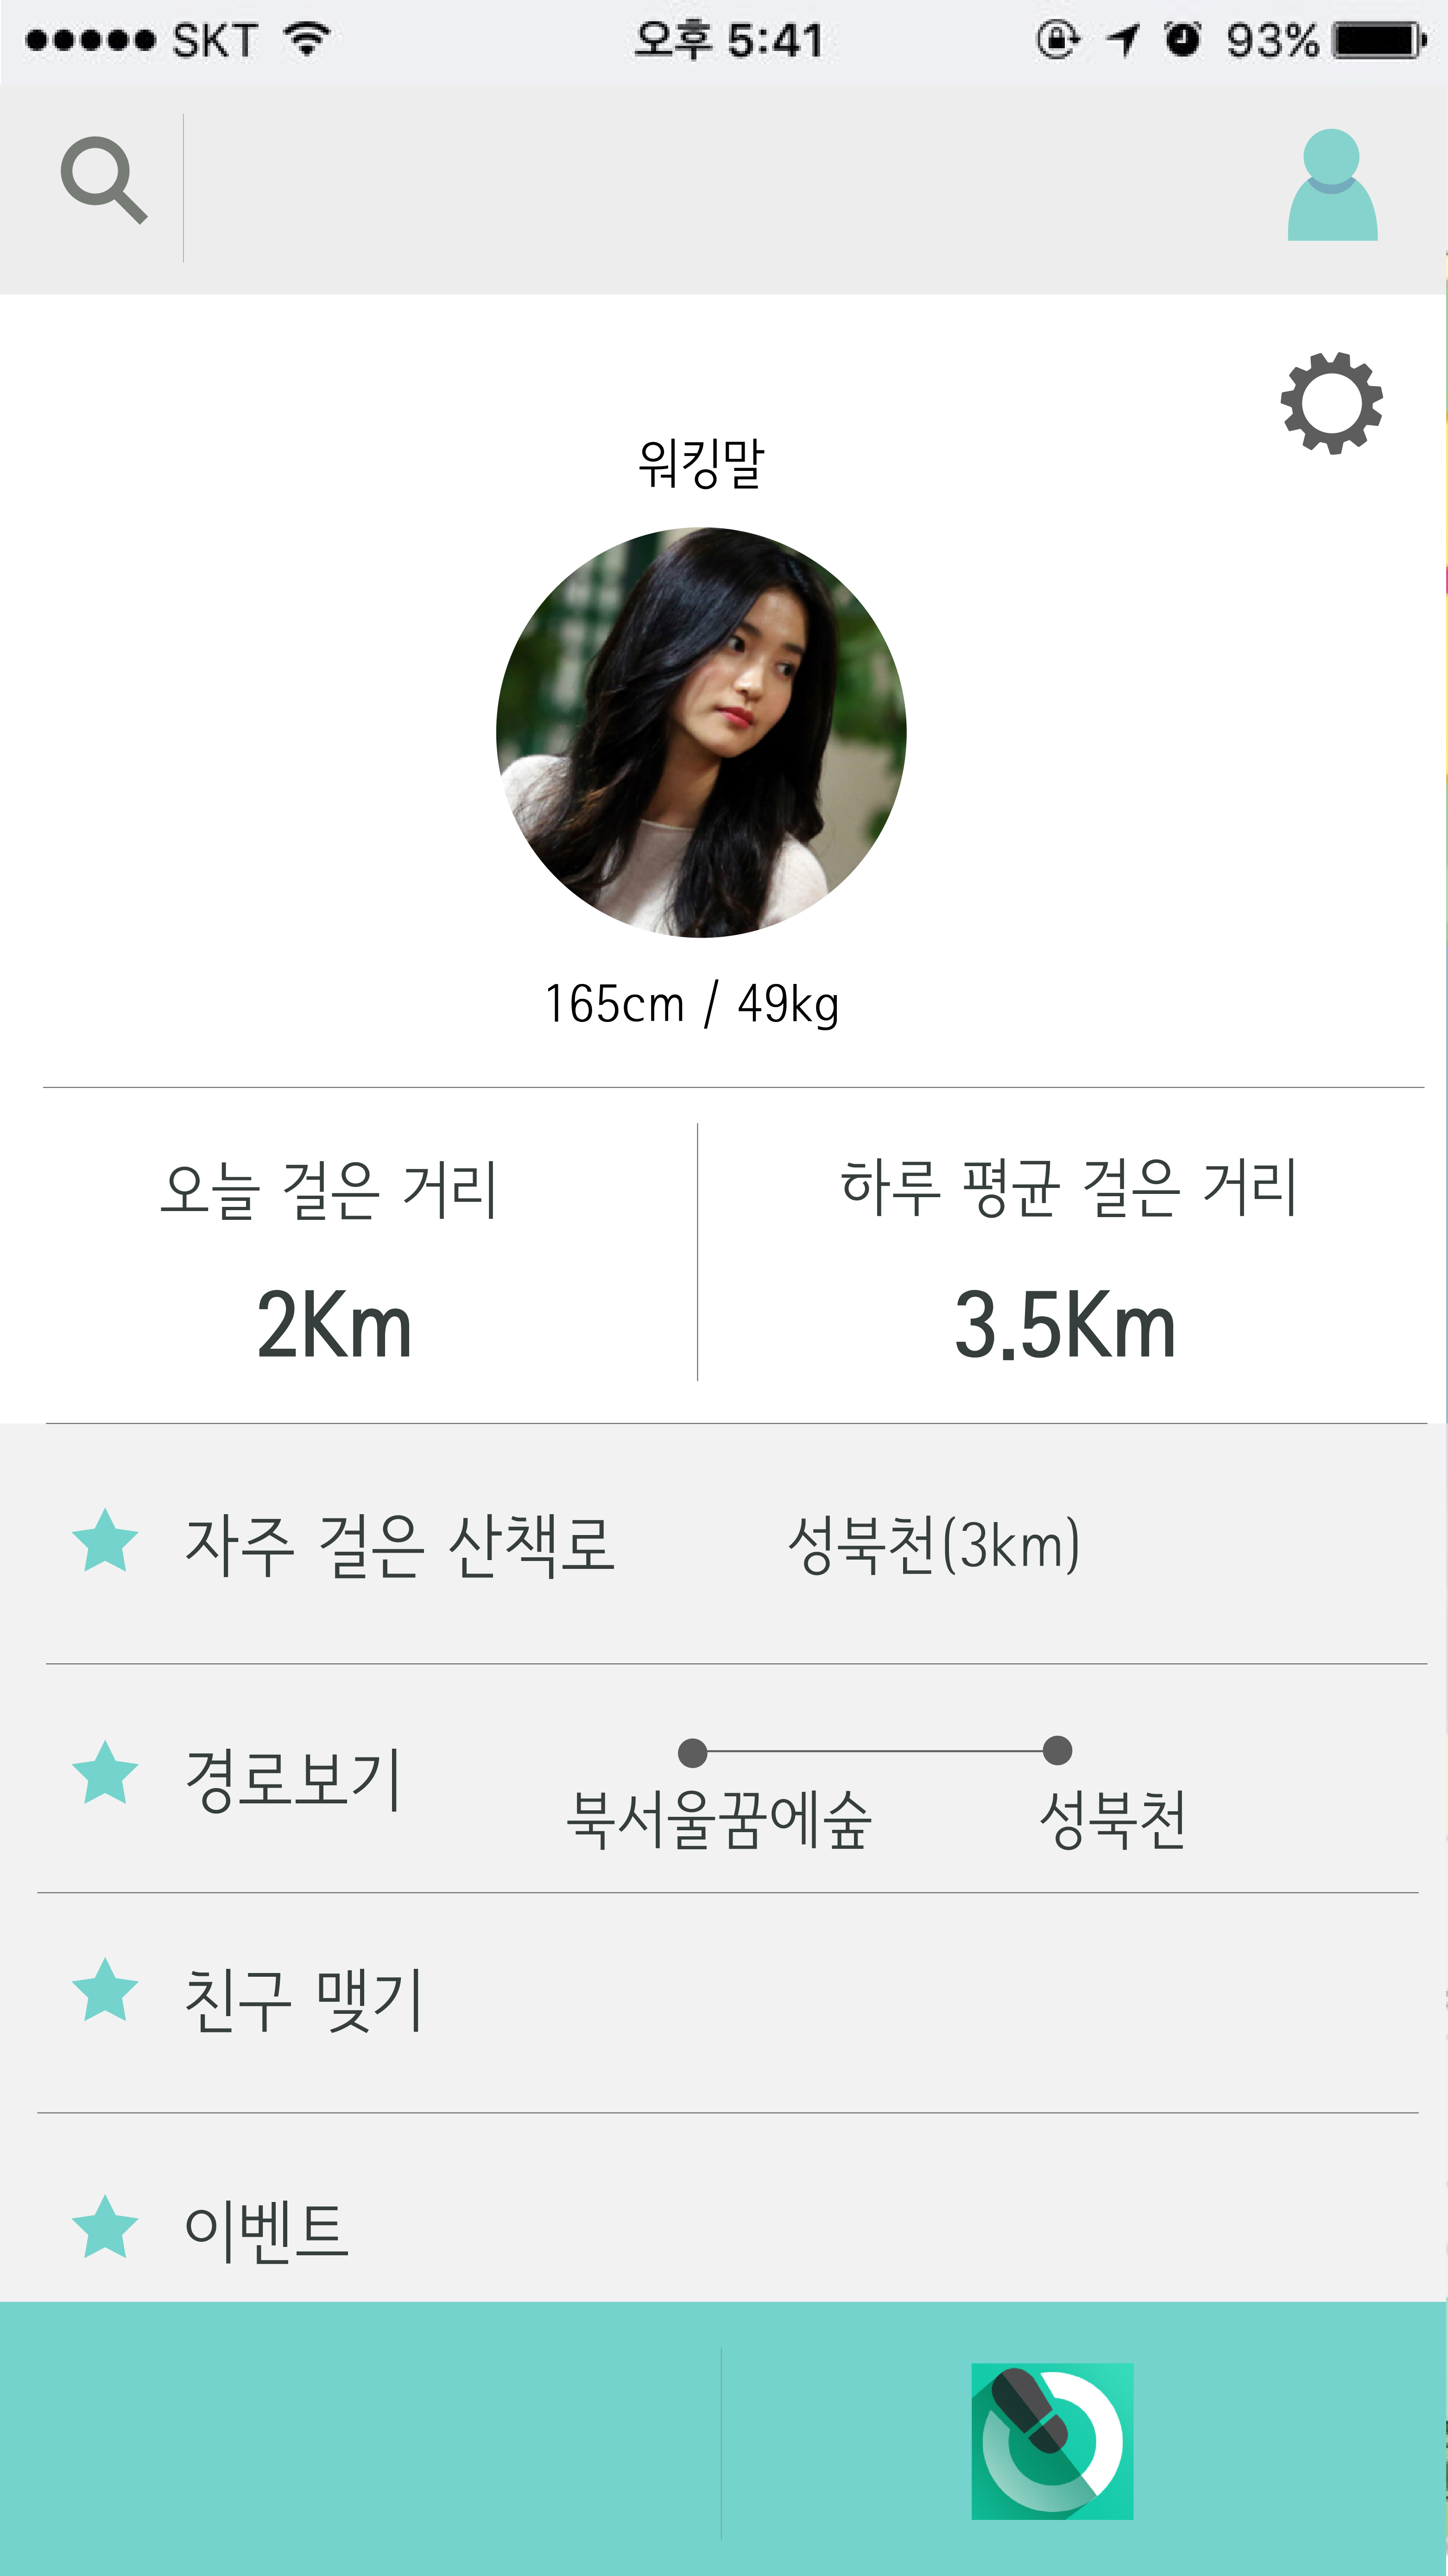 SKT 오후 5:41 93%
워킹말
165cm / 49kg
오늘 걸은 거리 하루 평균 걸은 거리
2Km 3.5Km
자주 걸은 산책로 성북천(3km)
경로보기
북서울꿈에숲 성북천
친구 맺기
이벤트